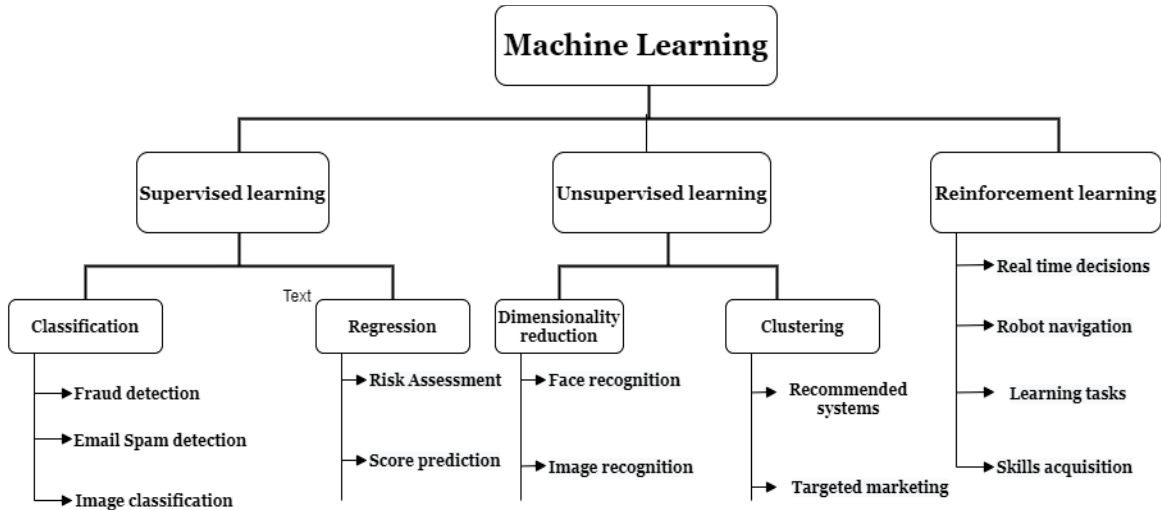 Machine Learning
Supervised learning
Unsupervised learning
Reinforcement learning
Text
Classification
Regression
Dimensionality
reduction
Clustering
Fraud detection
Email Spam detection
Image classification
Risk Assessment
Score prediction
Face recognition
Image recognition
Recommended
systems
Targeted marketing
Real time decisions
Robot navigation
Learning tasks
Skills acquisition